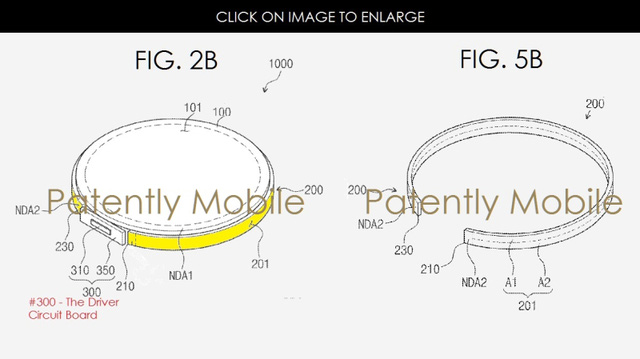 CLICK ON IMAGE TO ENLARGE
FIG. 2B
1000
101
100
200
NDA2
230
310
350
210
NDA1
201
300
#300 - The Driver
Circuit Board
Patently Mobile
FIG. 5B
200
200
NDA2
230
210
NDA2
A1
A2
201
Patently Mobile